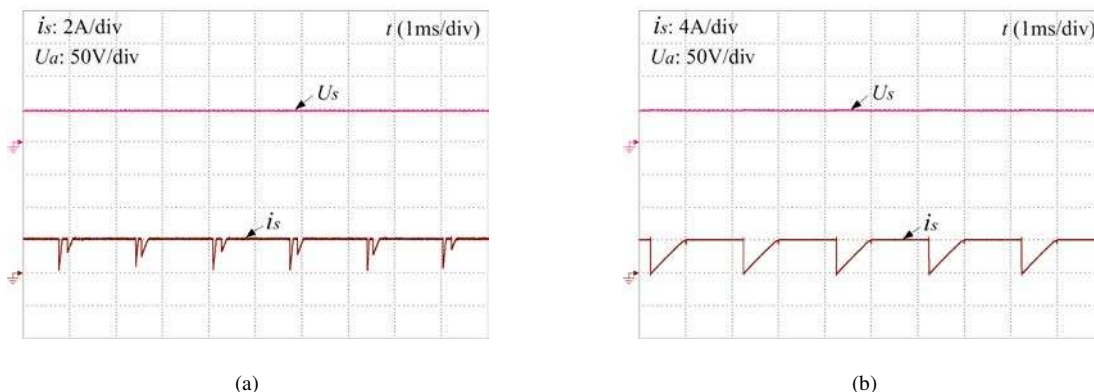 is: 2A/div
t (1ms/div)
Ua: 50V/div
Us
is
(a)
is: 4A/div
t (1ms/div)
Ua: 50V/div
Us
is
(b)